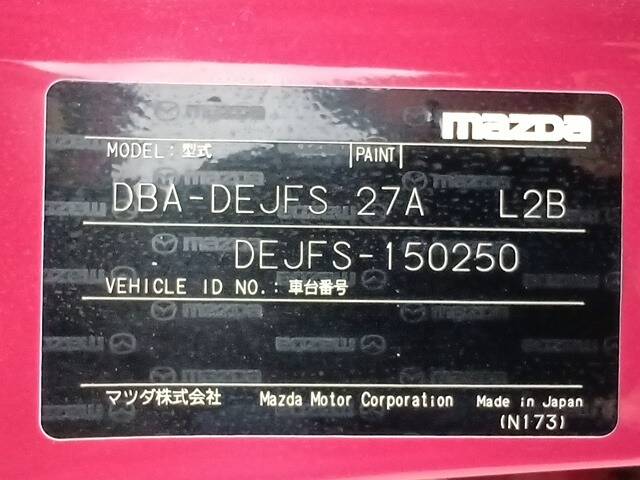 mazda
MODEL: 型式 |PAINT|
DBA-DEJFS 27A L2B
DEJFS-150250
VEHICLE ID NO.: 車台番号
マツダ株式会社 Mazda Motor Corporation Made in Japan
(N173)